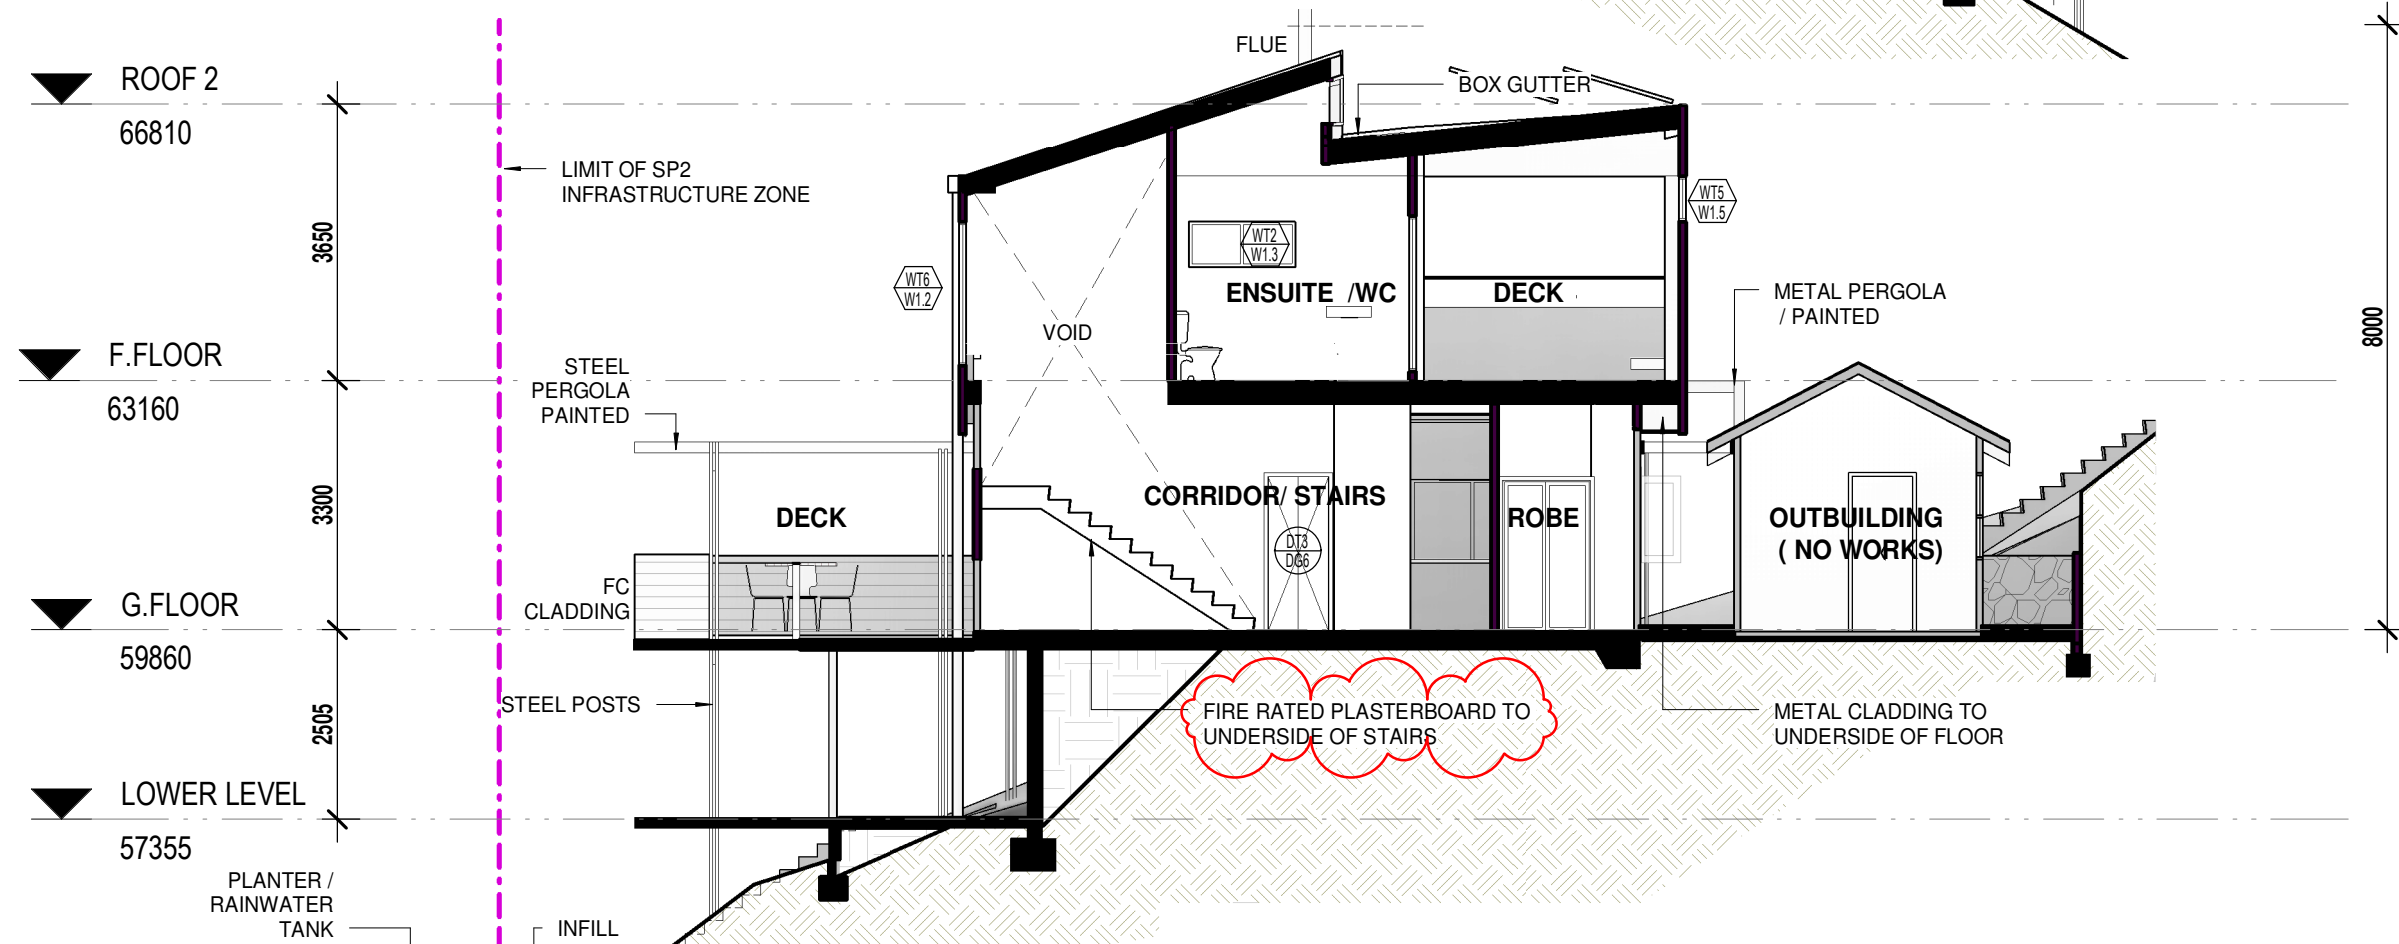 FLUE
ROOF 2
BOX GUTTER
66810
LIMIT OF SP2
INFRASTRUCTURE ZONE
WT5
W1.5
3650
WT2
W1.3
WT6
W1.2
ENSUITE /WC
DECK
METAL PERGOLA
/ PAINTED
8000
VOID
F.FLOOR
63160
STEEL
PERGOLA
PAINTED
3300
CORRIDOR/ STAIRS
DECK
ROBE
OUTBUILDING
( NO WORKS)
DT3
DG6
FC
CLADDING
G.FLOOR
59860
STEEL POSTS
2505
FIRE RATED PLASTERBOARD TO
UNDERSIDE OF STAIRS
METAL CLADDING TO
UNDERSIDE OF FLOOR
LOWER LEVEL
57355
PLANTER /
RAINWATER
TANK
INFILL